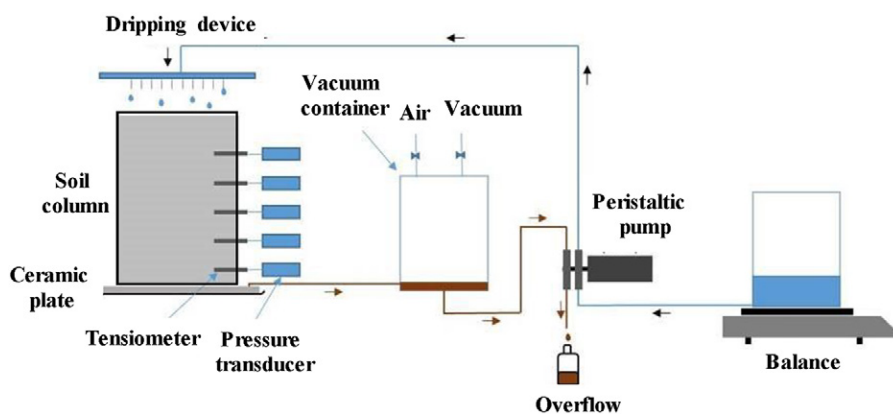 Dripping device
Vacuum
container
Air
Vacuum
Soil
column
Peristaltic
pump
Ceramic
plate
Tensiometer
Pressure
transducer
Balance
Overflow